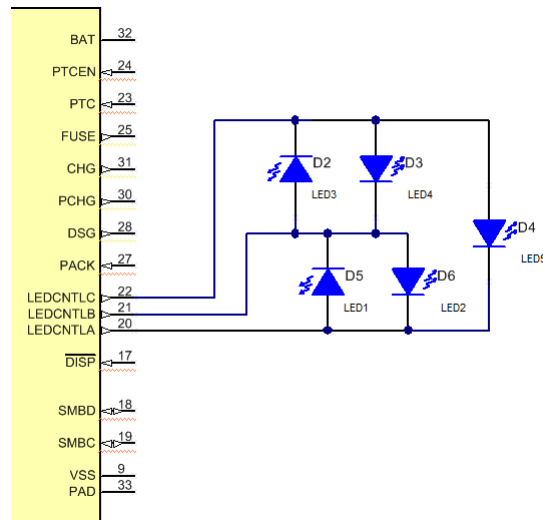 BAT 32
PTCEN 24
PTC 23
FUSE 25
CHG 31
PCHG 30
DSG 28
PACK 27
LEDCNTLC 22
LEDCNTLB 21
LEDCNTLA 20
DISP 17
SMBD 18
SMBC 19
VSS 9
PAD 33
D2
LED3
D3
LED4
D4
LED5
D5
LED1
D6
LED2